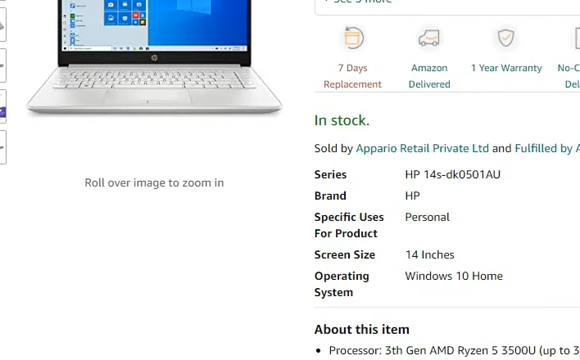 See 3 more
7 Days
Replacement
Amazon
Delivered
1 Year Warranty
In stock.
Sold by Appario Retail Private Ltd and Fulfilled by
Roll over image to zoom in
Series HP 14s-dk0501AU
Brand HP
Specific Uses Personal
For Product
Screen Size 14 Inches
Operating Windows 10 Home
System
About this item
• Processor: 3th Gen AMD Ryzen 5 3500U (up to 3